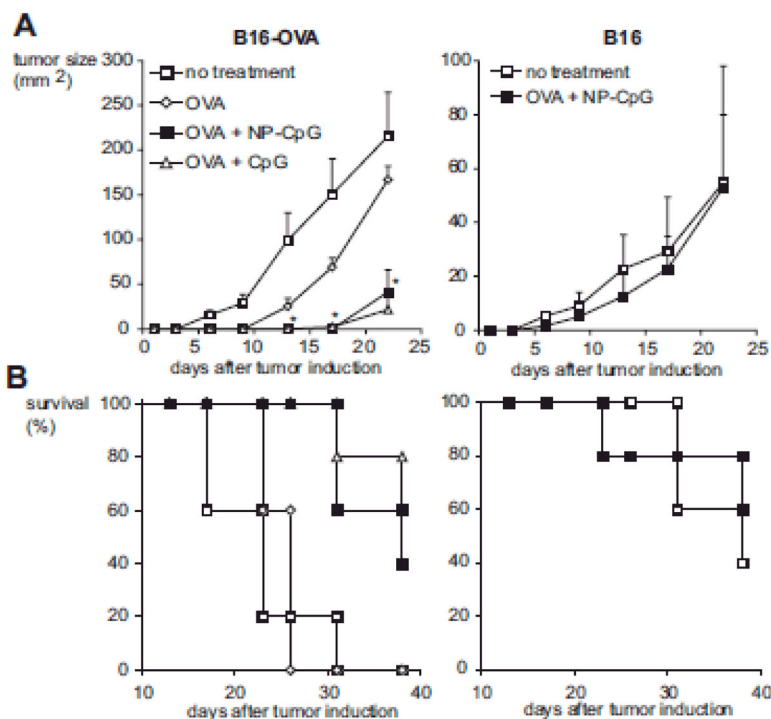 A
B16-OVA
tumor size
(mm 2)
300
250
200
150
100
50
0
no treatment
OVA
OVA + NP-CpG
OVA + CpG
*
*
*
0
5
10
15
20
25
days after tumor induction
B16
100
80
60
40
20
0
no treatment
OVA + NP-CpG
0
5
10
15
20
25
days after tumor induction
B
survival
(%)
100
80
60
40
20
0
10
20
30
40
days after tumor induction
100
80
60
40
20
0
10
20
30
40
days after tumor induction